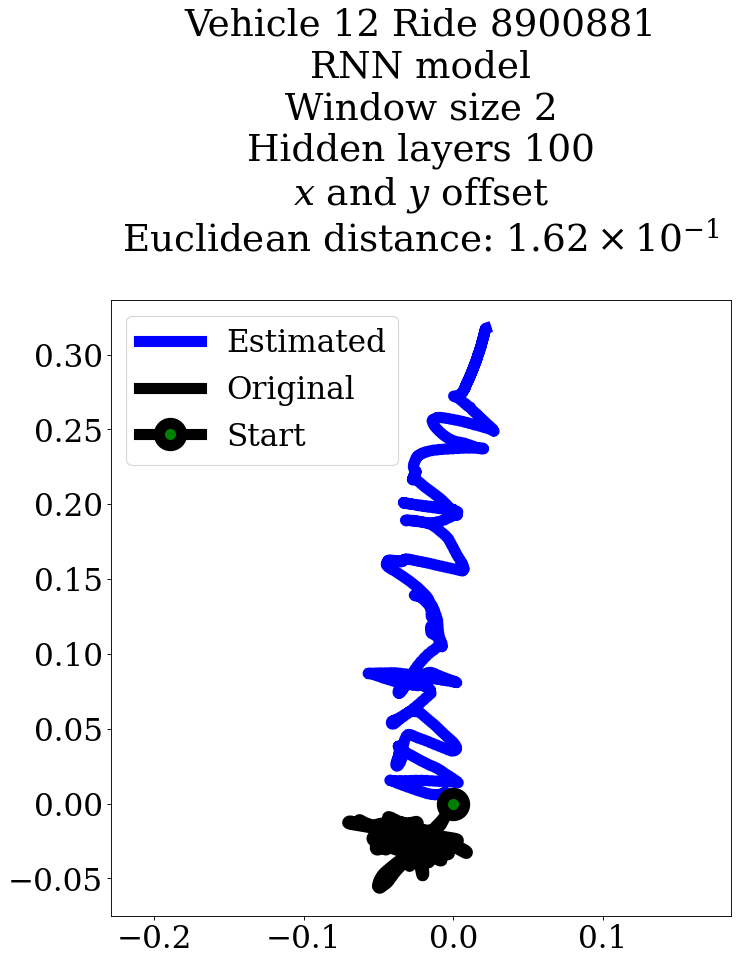 Vehicle 12 Ride 8900881
RNN model
Window size 2
Hidden layers 100
x and y offset
Euclidean distance: 1.62 × 10⁻¹
Estimated
Original
Start
0.30
0.25
0.20
0.15
0.10
0.05
0.00
−0.05
−0.2 −0.1 0.0 0.1